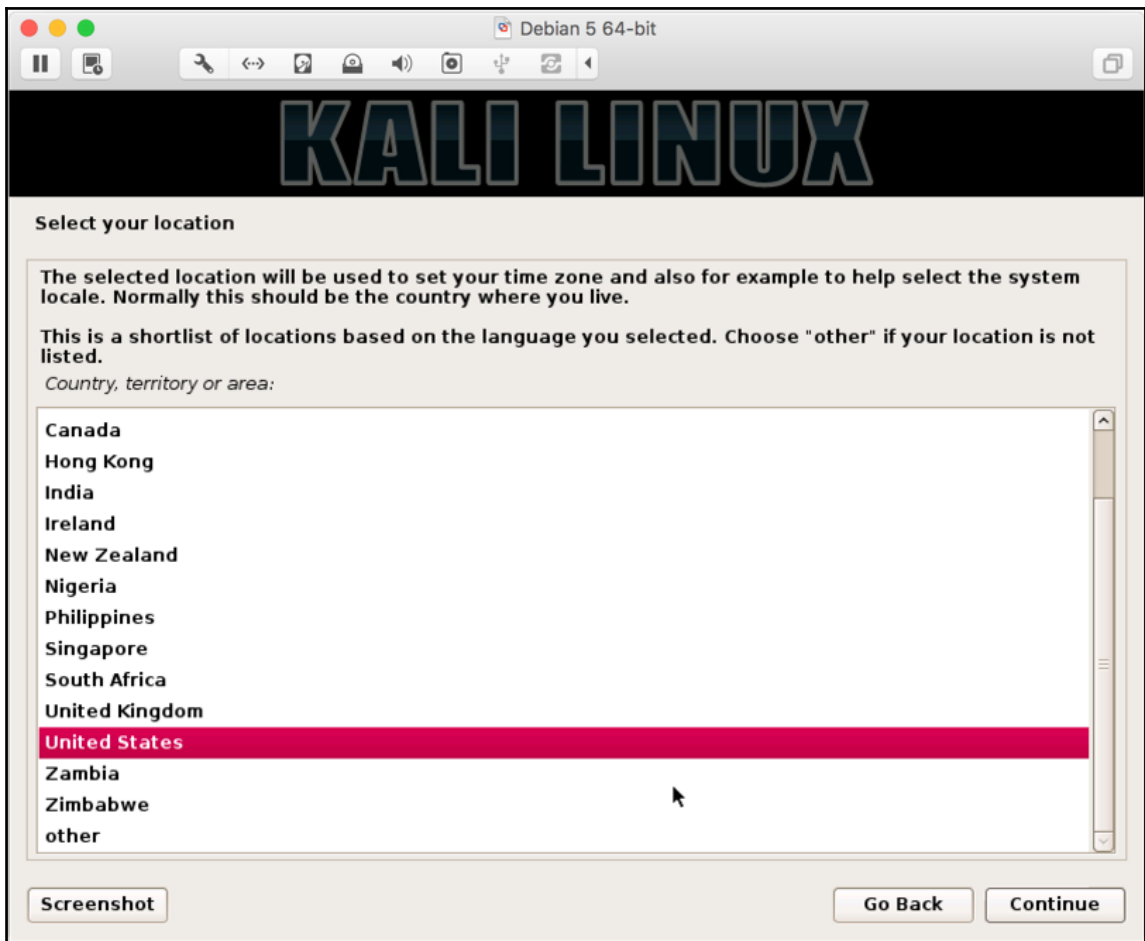 Debian 5 64-bit
KALI LINUX
Select your location
The selected location will be used to set your time zone and also for example to help select the system
locale. Normally this should be the country where you live.
This is a shortlist of locations based on the language you selected. Choose "other" if your location is not
listed.
Country, territory or area:
Canada
Hong Kong
India
Ireland
New Zealand
Nigeria
Philippines
Singapore
South Africa
United Kingdom
United States
Zambia
Zimbabwe
other
Screenshot Go Back Continue